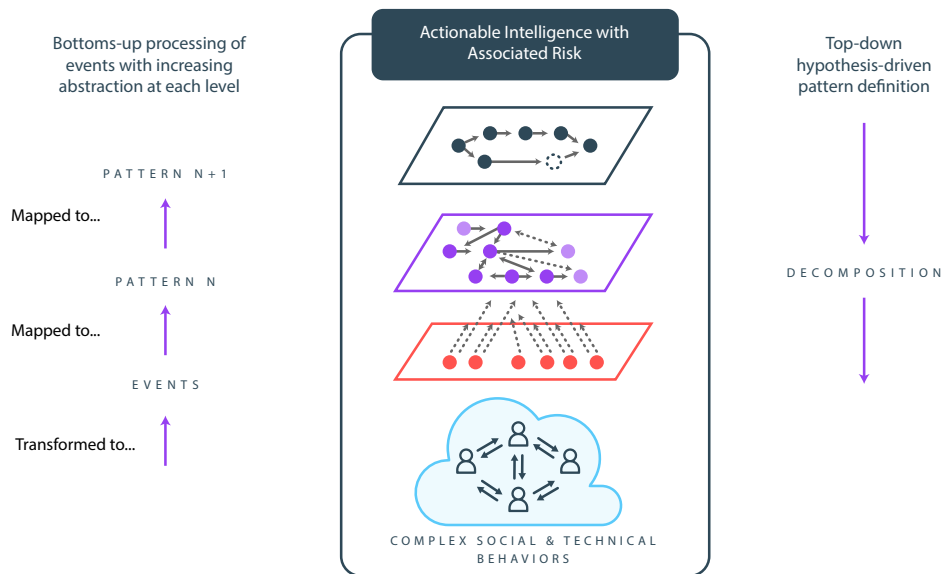 Bottoms-up processing of
events with increasing
abstraction at each level
PATTERN N+1
Mapped to...
PATTERN N
Mapped to...
EVENTS
Transformed to...
Actionable Intelligence with
Associated Risk
COMPLEX SOCIAL & TECHNICAL
BEHAVIORS
Top-down
hypothesis-driven
pattern definition
DECOMPOSITION